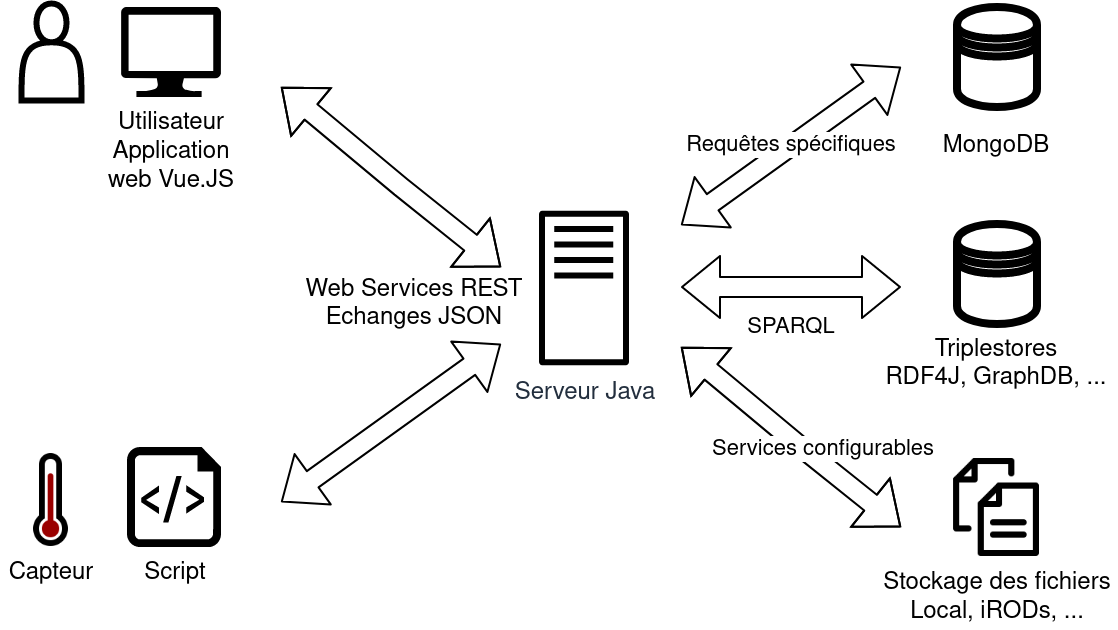 Utilisateur
Application
web Vue.JS
Requêtes spécifiques
MongoDB
Web Services REST
Echanges JSON
SPARQL
Triplestores
RDF4J, GraphDB, ...
Serveur Java
Services configurables
</>
Capteur
Script
Stockage des fichiers
Local, iRODs, ...